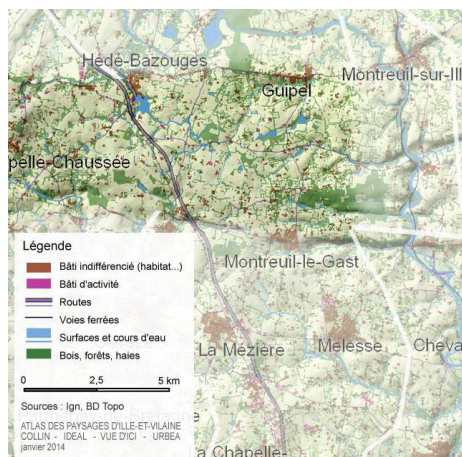 Hédé-Bazouges
Montreuil-sur-Ill
Guipel
pelle-Chaussée
Légende
Bâti indifférencié (habitat...)
Bâti d'activité
Routes
Voies ferrées
Surfaces et cours d'eau
Bois, forêts, haies
0 2,5 5 km
Sources : Ign, BD Topo
ATLAS DES PAYSAGES D'ILLE-ET-VILAINE
COLLIN - IDEAL - VUE D'ICI - URBEA
janvier 2014
Montreuil-le-Gast
La Mézière
Melesse
Cheva
Bretagne
a Chapelle-